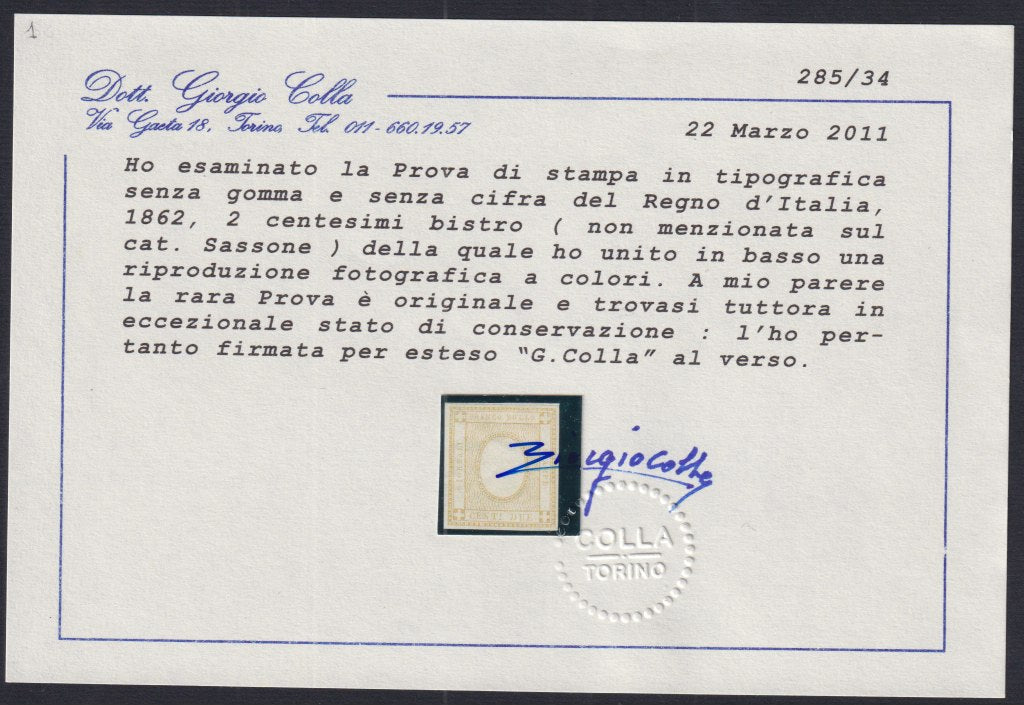 1
285/34
Dott. Giorgio Colla
Via Gaeta 18, Torino Tel. 011-660.19.57
22 Marzo 2011
Ho esaminato la Prova di stampa in tipografica
senza gomma e senza cifra del Regno d'Italia,
1862, 2 centesimi bistro ( non menzionata sul
cat. Sassone ) della quale ho unito in basso una
riproduzione fotografica a colori. A mio parere
la rara Prova è originale e trovasi tuttora in
eccezionale stato di conservazione : l'ho per-
tanto firmata per esteso "G.Colla" al verso.
FRANCO BOLLO
CENTI DUE
GiorgioColla
COLLA
TORINO